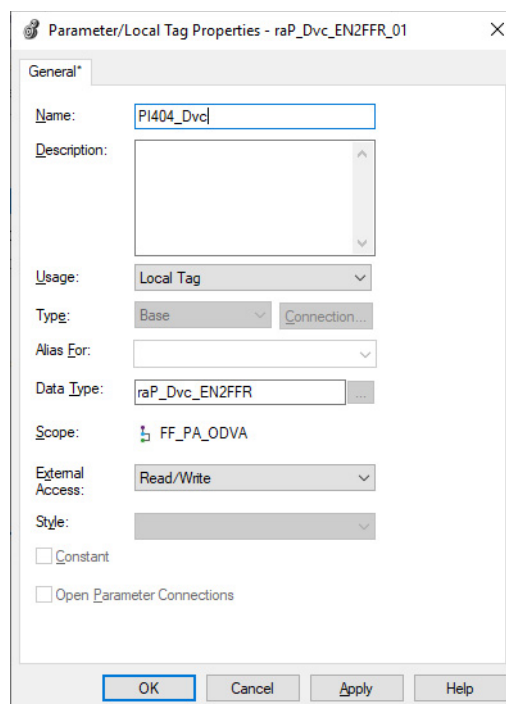 Parameter/Local Tag Properties - raP_Dvc_EN2FFR_01
General*
Name: PI404_Dvc
Description:
Usage: Local Tag
Type: Base Connection...
Alias For:
Data Type: raP_Dvc_EN2FFR ...
Scope: FF_PA_ODVA
External
Access: Read/Write
Style:
Constant
Open Parameter Connections
OK Cancel Apply Help